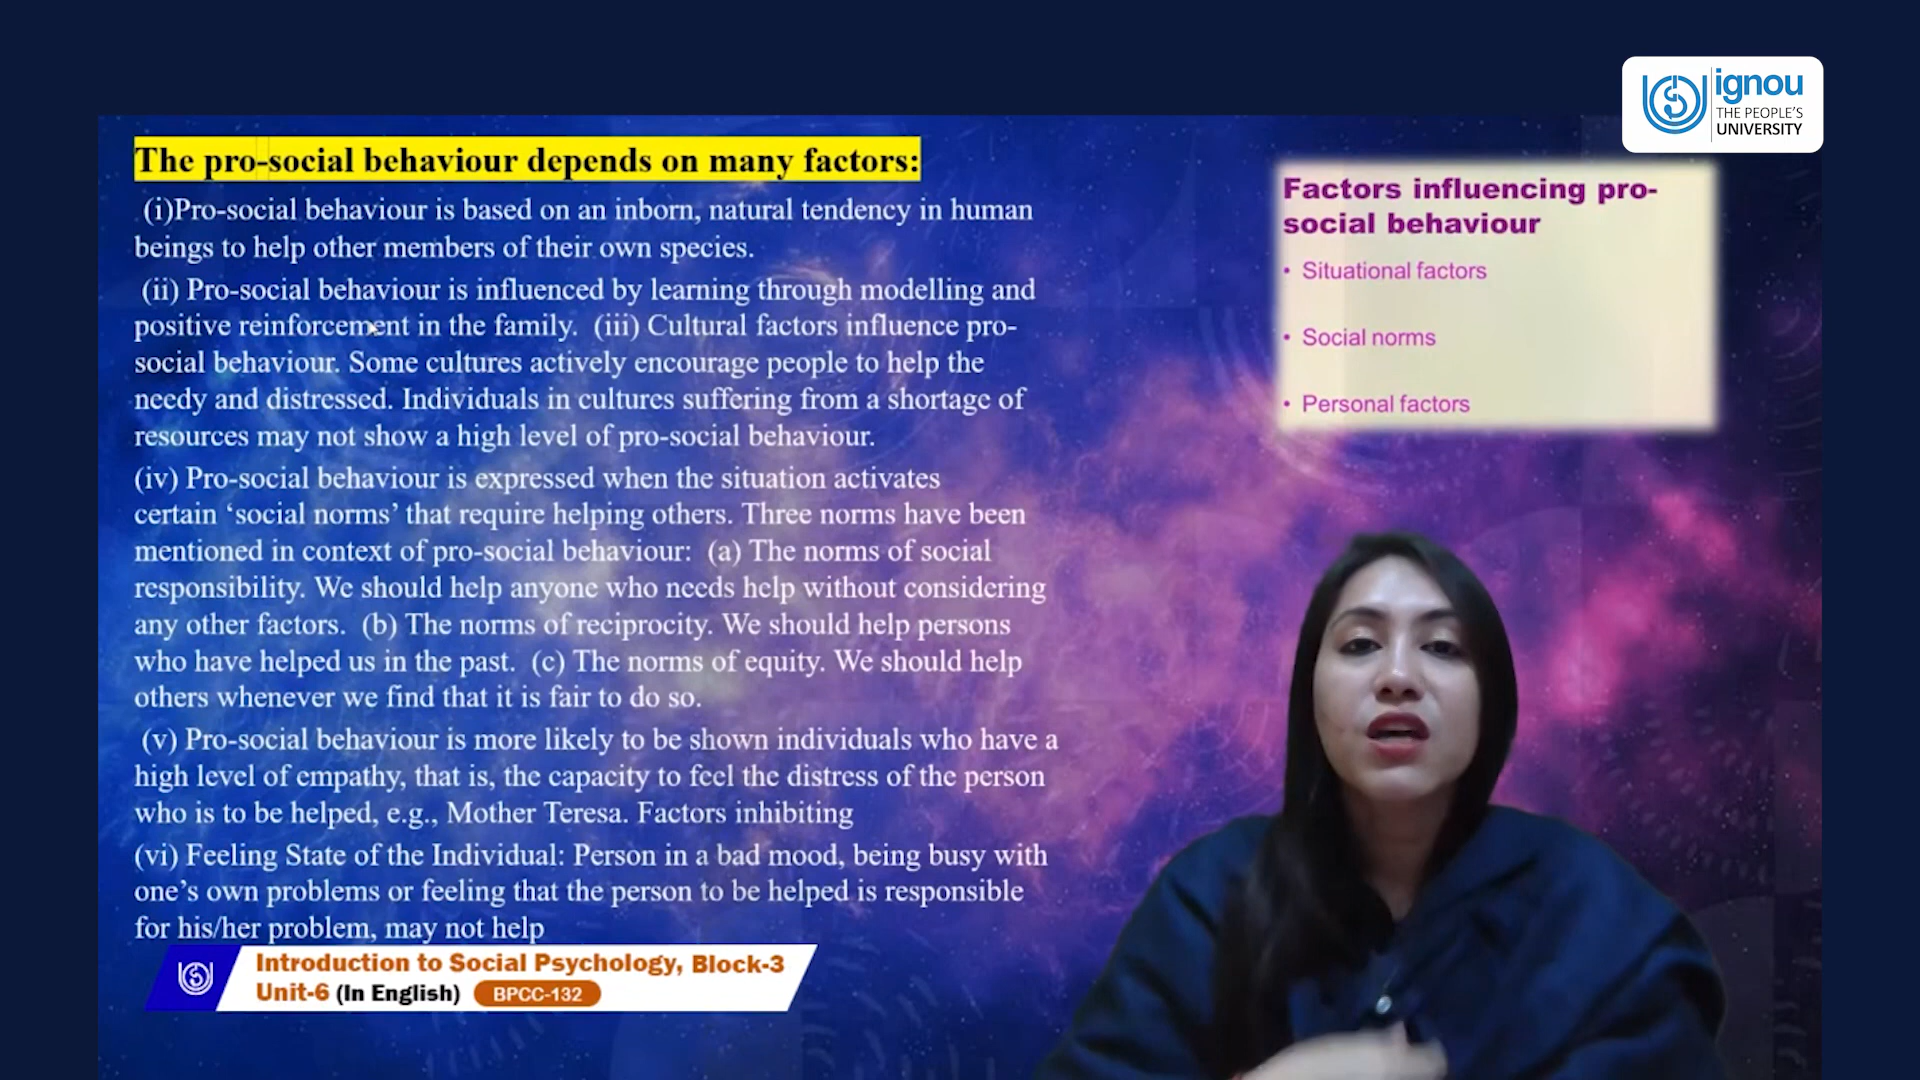 ignou
THE PEOPLE'S
UNIVERSITY
The pro-social behaviour depends on many factors:
(i)Pro-social behaviour is based on an inborn, natural tendency in human
beings to help other members of their own species.
(ii) Pro-social behaviour is influenced by learning through modelling and
positive reinforcement in the family. (iii) Cultural factors influence pro-
social behaviour. Some cultures actively encourage people to help the
needy and distressed. Individuals in cultures suffering from a shortage of
resources may not show a high level of pro-social behaviour.
(iv) Pro-social behaviour is expressed when the situation activates
certain ‘social norms’ that require helping others. Three norms have been
mentioned in context of pro-social behaviour: (a) The norms of social
responsibility. We should help anyone who needs help without considering
any other factors. (b) The norms of reciprocity. We should help persons
who have helped us in the past. (c) The norms of equity. We should help
others whenever we find that it is fair to do so.
(v) Pro-social behaviour is more likely to be shown individuals who have a
high level of empathy, that is, the capacity to feel the distress of the person
who is to be helped, e.g., Mother Teresa. Factors inhibiting
(vi) Feeling State of the Individual: Person in a bad mood, being busy with
one’s own problems or feeling that the person to be helped is responsible
for his/her problem, may not help
Factors influencing pro-
social behaviour
• Situational factors
• Social norms
• Personal factors
Introduction to Social Psychology, Block-3
Unit-6 (In English) BPCC-132